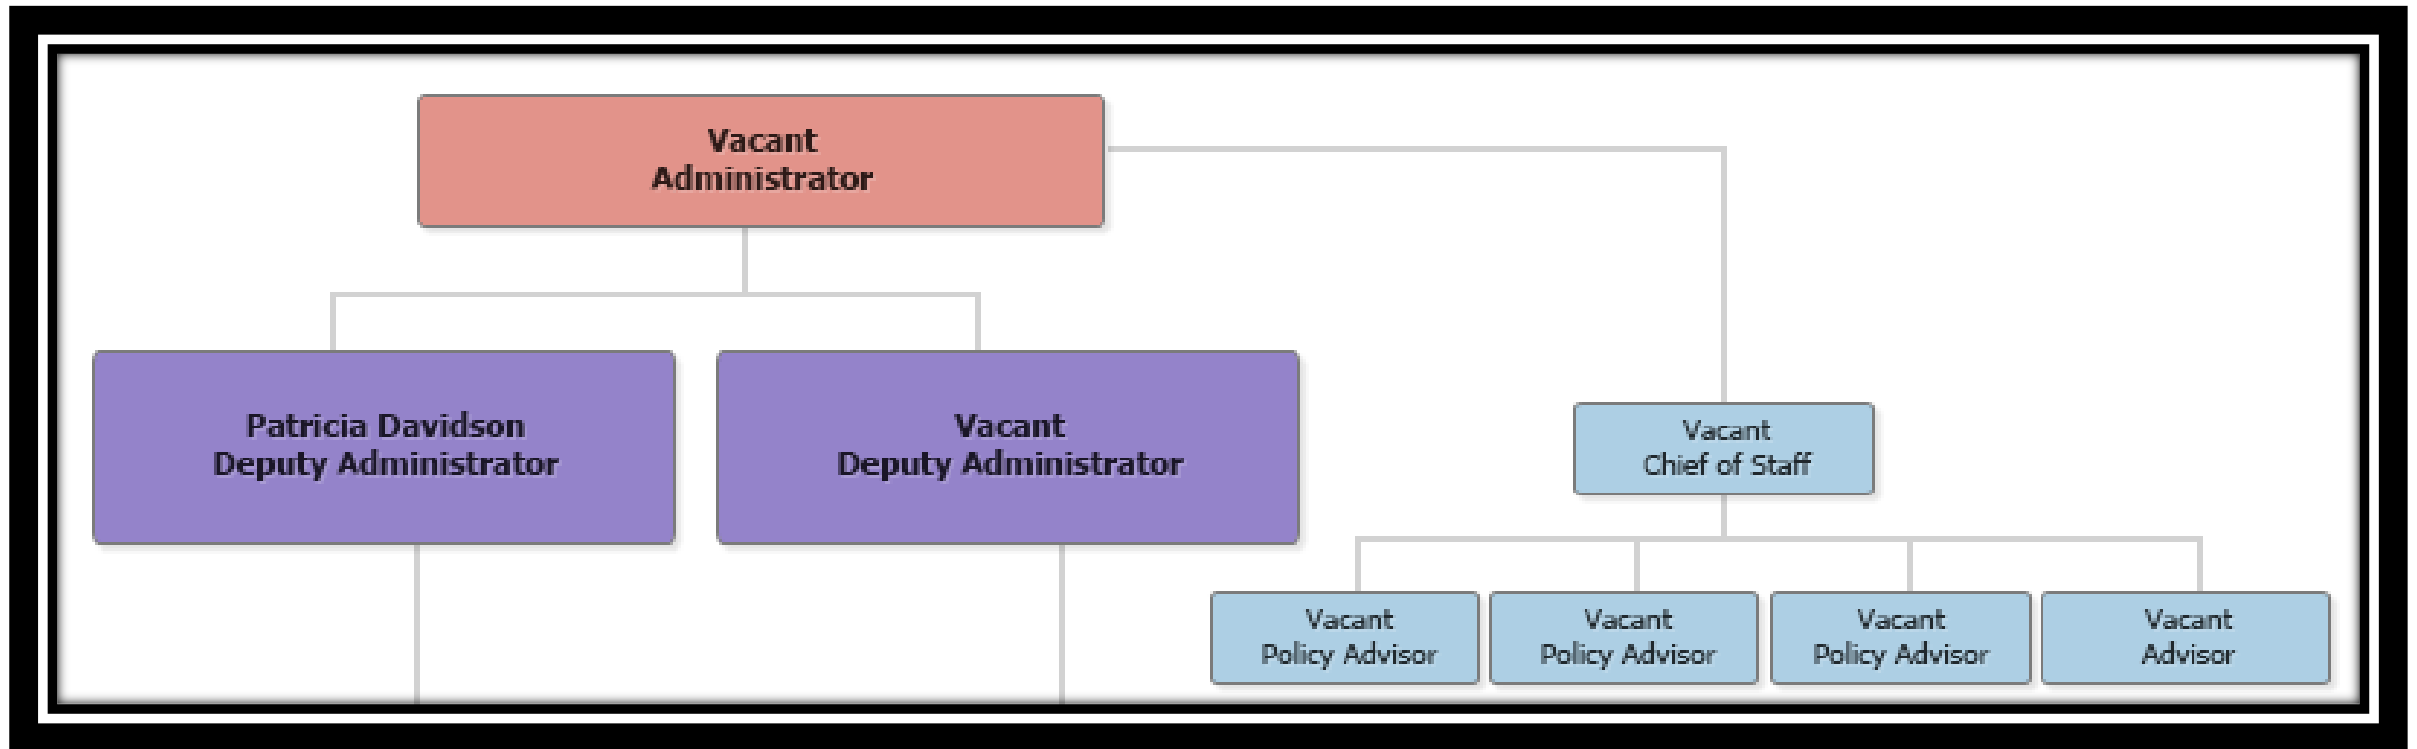 Vacant
Administrator
Patricia Davidson
Deputy Administrator
Vacant
Deputy Administrator
Vacant
Chief of Staff
Vacant
Policy Advisor
Vacant
Policy Advisor
Vacant
Policy Advisor
Vacant
Advisor